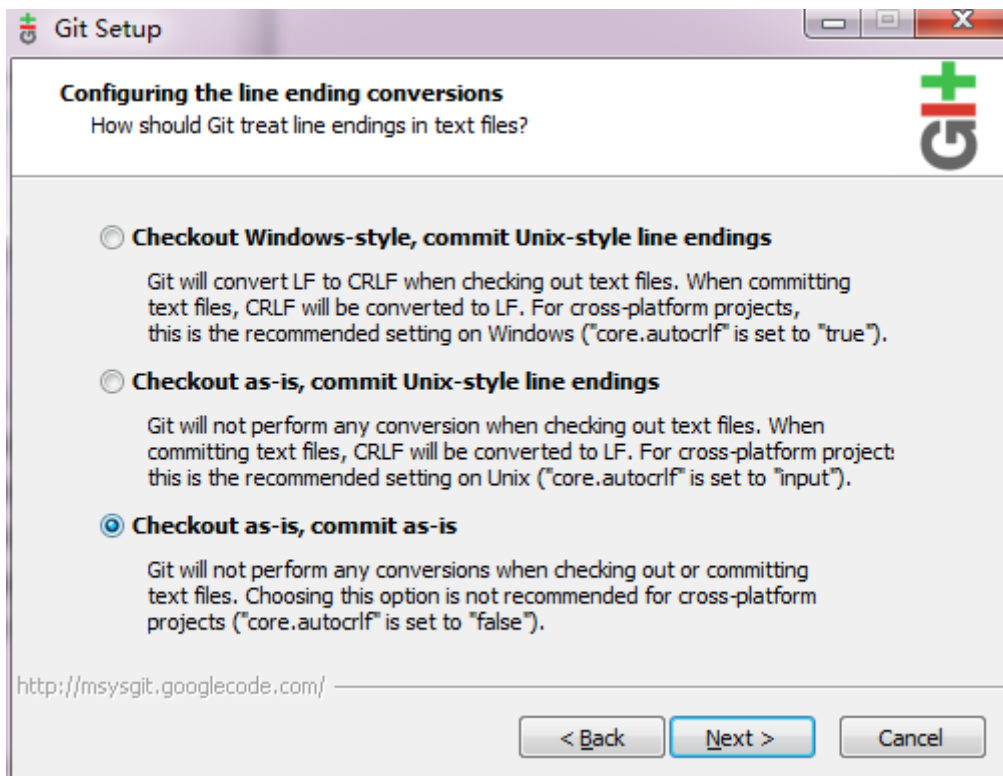 Git Setup
Configuring the line ending conversions
How should Git treat line endings in text files?
Git
Checkout Windows-style, commit Unix-style line endings
Git will convert LF to CRLF when checking out text files. When committing
text files, CRLF will be converted to LF. For cross-platform projects,
this is the recommended setting on Windows ("core.autocrlf" is set to "true").
Checkout as-is, commit Unix-style line endings
Git will not perform any conversion when checking out text files. When
committing text files, CRLF will be converted to LF. For cross-platform project
this is the recommended setting on Unix ("core.autocrlf" is set to "input").
Checkout as-is, commit as-is
Git will not perform any conversions when checking out or committing
text files. Choosing this option is not recommended for cross-platform
projects ("core.autocrlf" is set to "false").
http://msysgit.googlecode.com/
< Back Next > Cancel